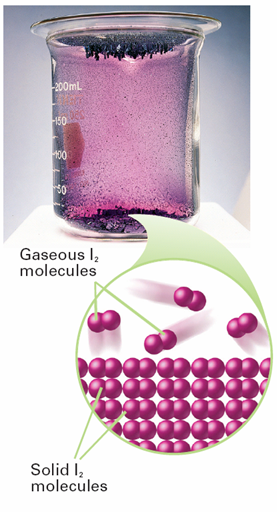 200mL
150
100
50
Gaseous I₂
molecules
Solid I₂
molecules